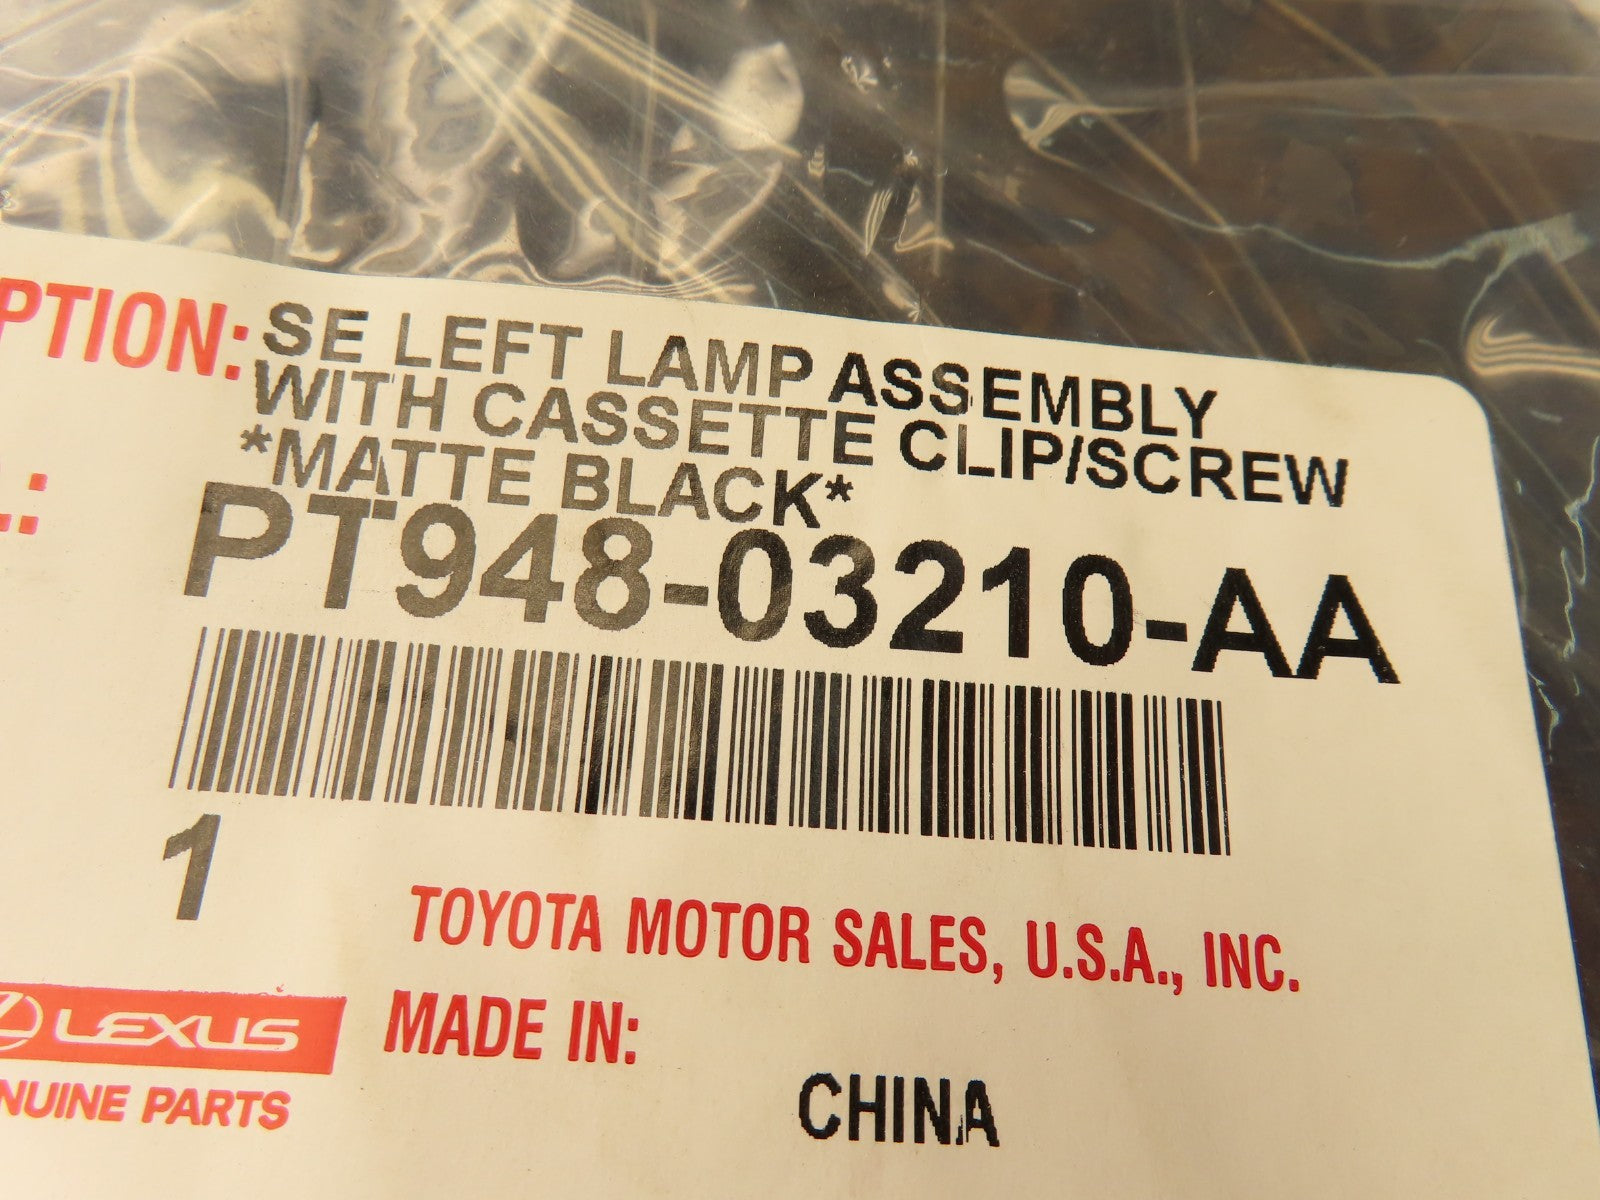 PTION: SE LEFT LAMP ASSEMBLY
WITH CASSETTE CLIP/SCREW
*MATTE BLACK*
.: PT948-03210-AA
1
TOYOTA MOTOR SALES, U.S.A., INC.
LEXUS
MADE IN:
NUINE PARTS
CHINA